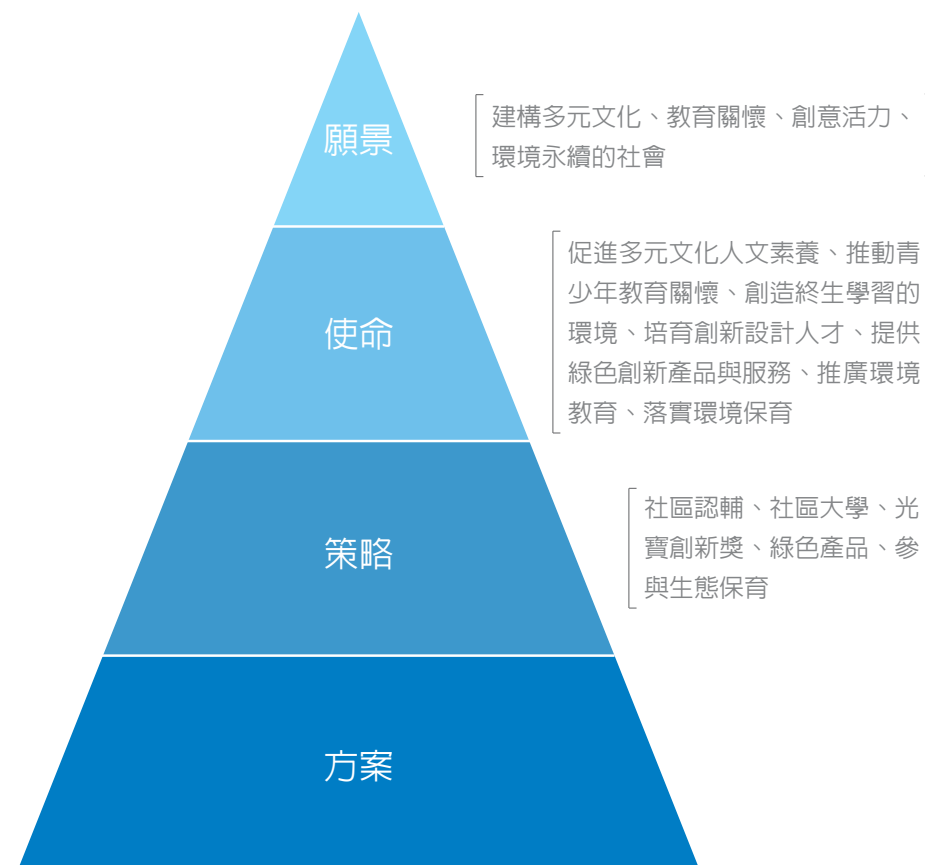 願景
建構多元文化、教育關懷、創意活力、
環境永續的社會
使命
促進多元文化人文素養、推動青
少年教育關懷、創造終生學習的
環境、培育創新設計人才、提供
綠色創新產品與服務、推廣環境
教育、落實環境保育
策略
社區認輔、社區大學、光
寶創新獎、綠色產品、參
與生態保育
方案